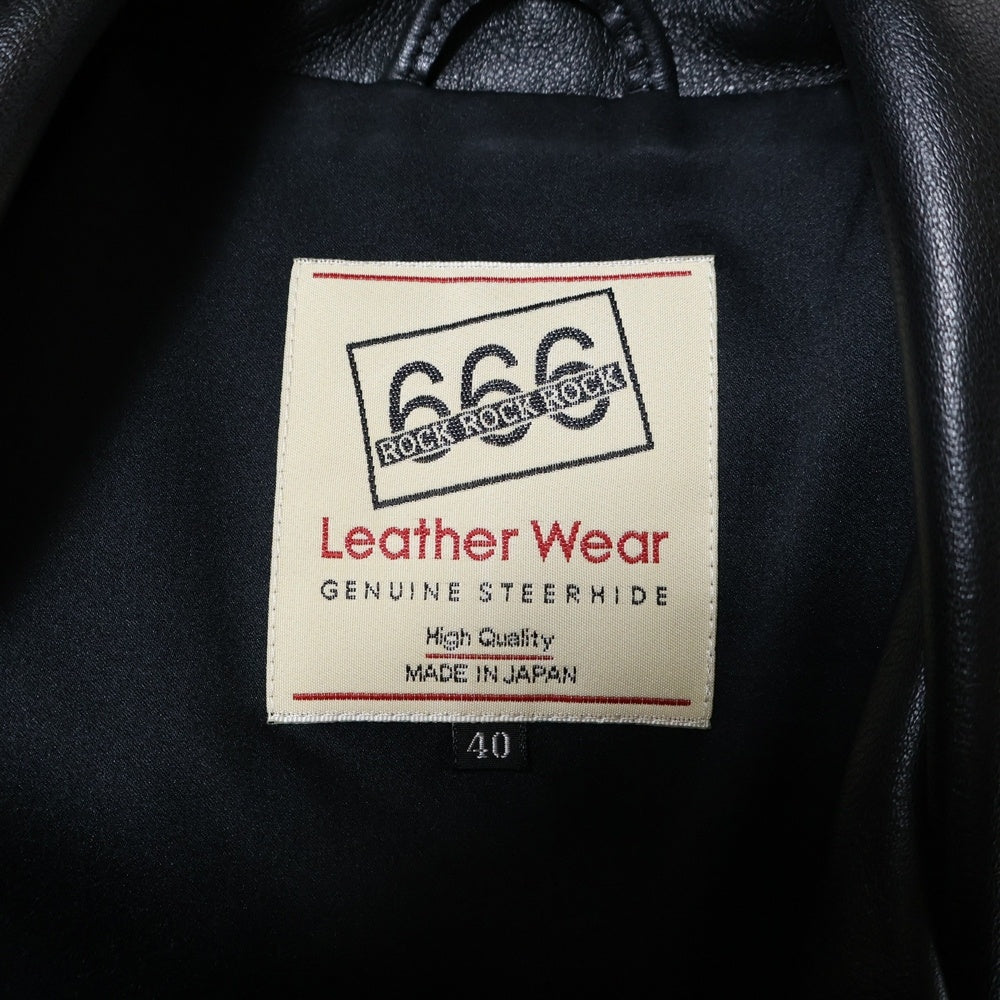 666
ROCK ROCK ROCK
Leather Wear
GENUINE STEERHIDE
High Quality
MADE IN JAPAN
40